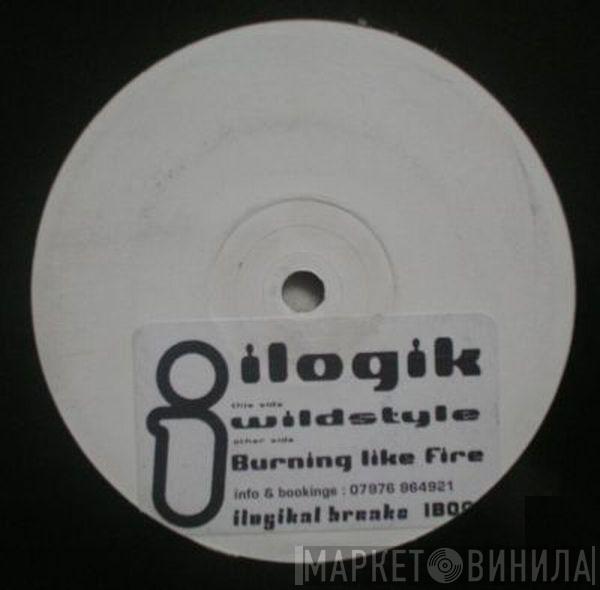 ilogik
this side
wildstyle
other side
Burning like Fire
info & bookings : 07976 964921
ilogikal breaks
МАРКЕТ ВИНИЛА